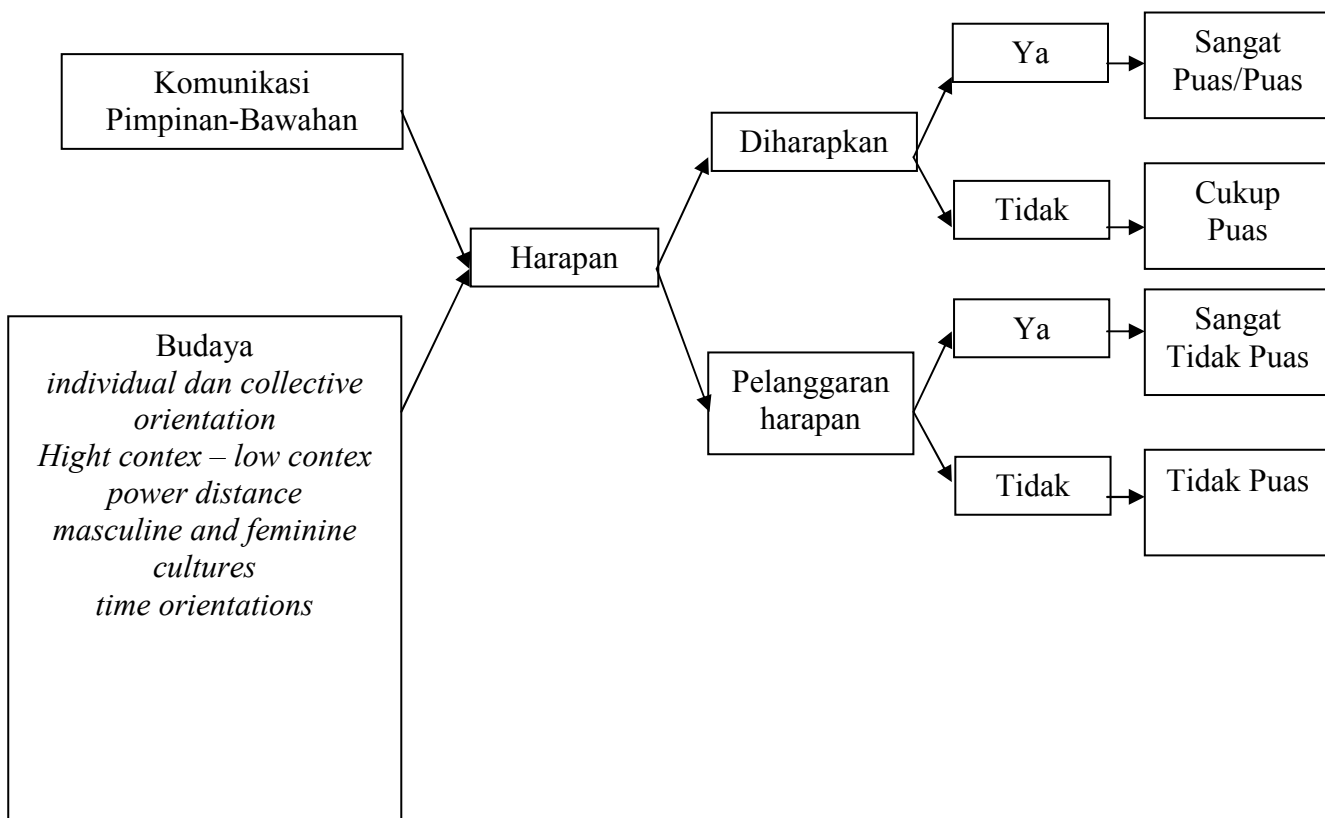 Komunikasi
Pimpinan-Bawahan
Budaya
individual dan collective
orientation
Hight contex – low contex
power distance
masculine and feminine
cultures
time orientations
Harapan
Diharapkan
Pelanggaran
harapan
Ya
Tidak
Ya
Tidak
Sangat
Puas/Puas
Cukup
Puas
Sangat
Tidak Puas
Tidak Puas